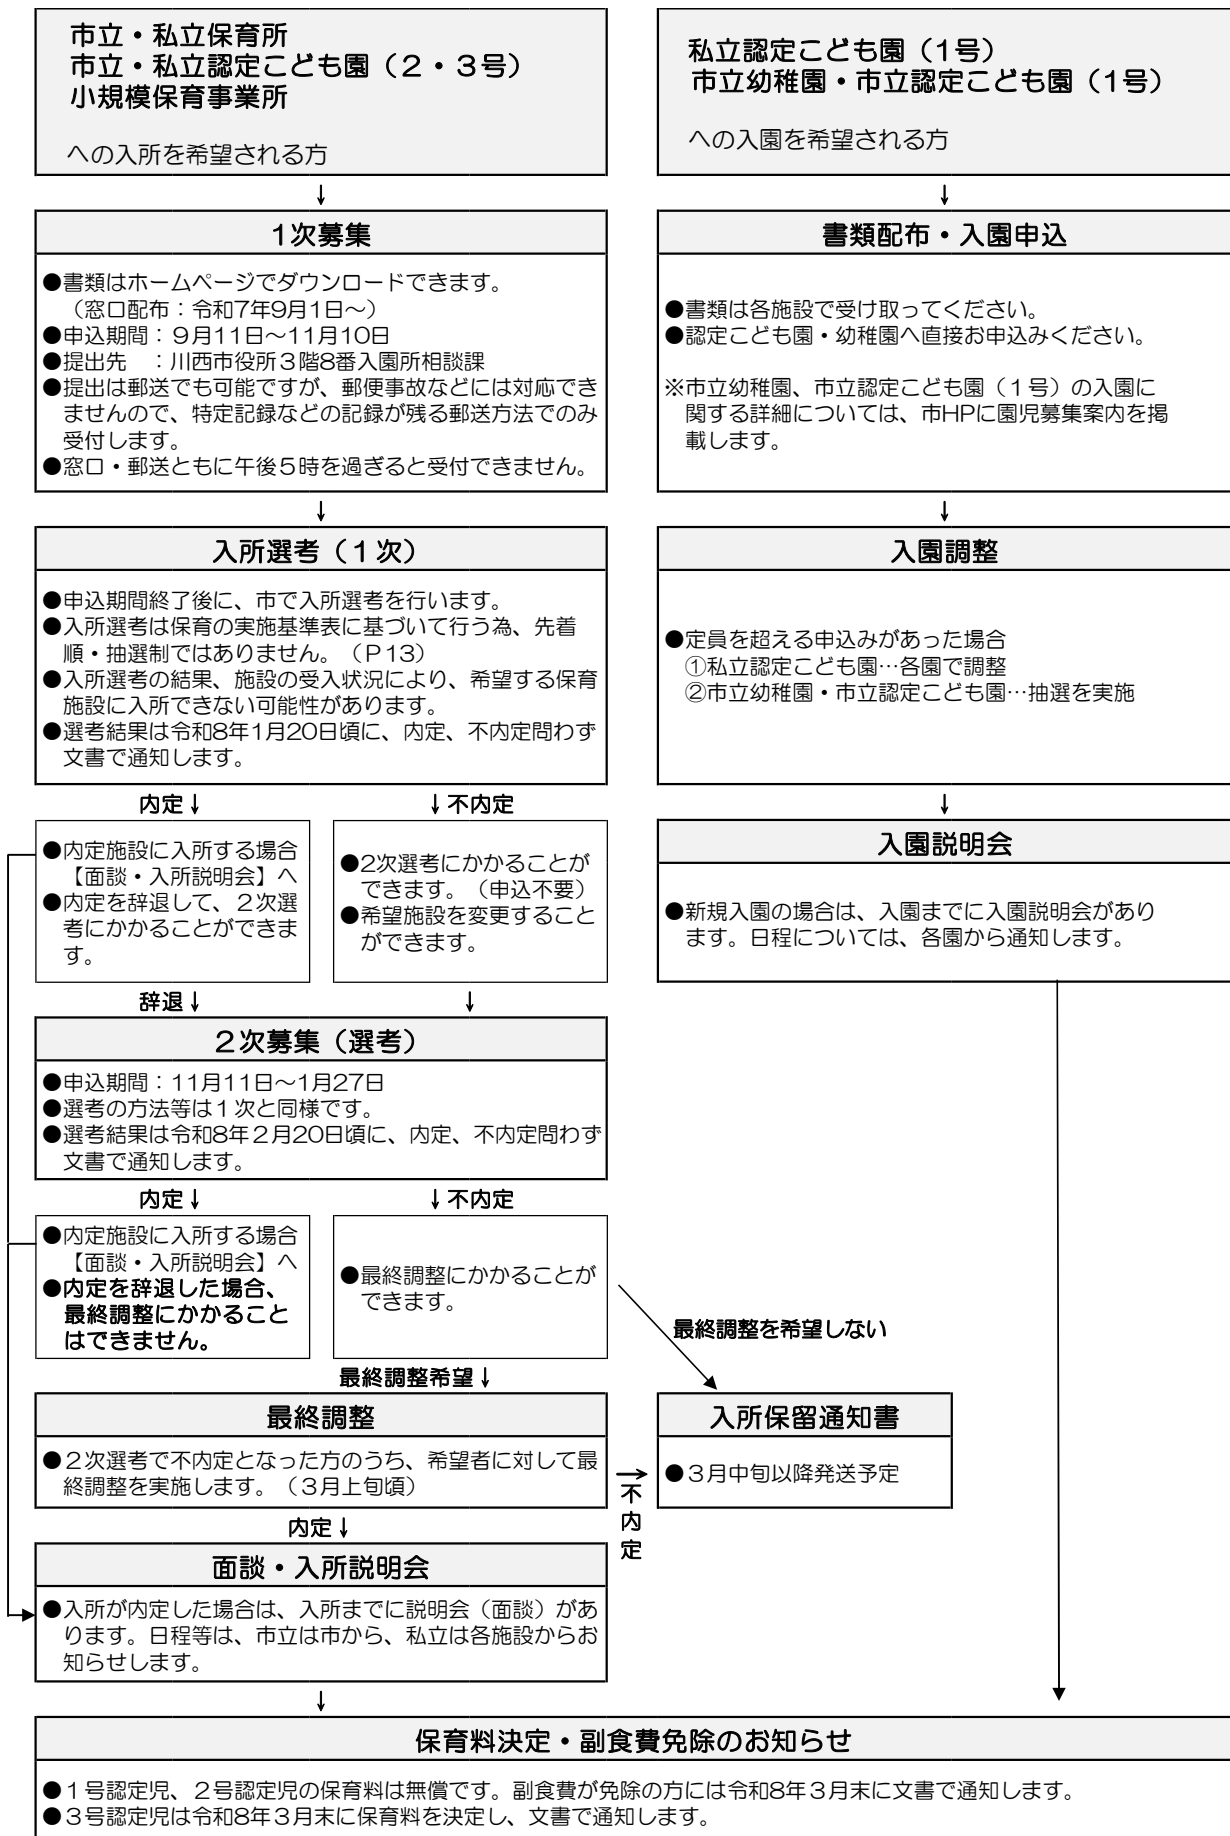 市立・私立保育所
市立・私立認定こども園（２・３号）
小規模保育事業所
への入所を希望される方
↓
1次募集
●書類はホームページでダウンロードできます。
（窓口配布：令和7年9月1日～）
●申込期間：９月11日～11月10日
●提出先　：川西市役所３階8番入園所相談課
●提出は郵送でも可能ですが、郵便事故などには対応でき
ませんので、特定記録などの記録が残る郵送方法でのみ
受付します。
●窓口・郵送ともに午後５時を過ぎると受付できません。
↓
入所選考（１次）
●申込期間終了後に、市で入所選考を行います。
●入所選考は保育の実施基準表に基づいて行う為、先着
順・抽選制ではありません。（Ｐ13）
●入所選考の結果、施設の受入状況により、希望する保育
施設に入所できない可能性があります。
●選考結果は令和8年1月20日頃に、内定、不内定問わず
文書で通知します。
内定↓
↓不内定
●内定施設に入所する場合
【面談・入所説明会】へ
●内定を辞退して、２次選
考にかかることができま
す。
●2次選考にかかることが
できます。（申込不要）
●希望施設を変更すること
ができます。
辞退↓
↓
２次募集（選考）
●申込期間：11月11日～1月27日
●選考の方法等は１次と同様です。
●選考結果は令和8年２月20日頃に、内定、不内定問わず
文書で通知します。
内定↓
↓不内定
●内定施設に入所する場合
【面談・入所説明会】へ
●内定を辞退した場合、
最終調整にかかること
はできません。
●最終調整にかかることが
できます。
最終調整を希望しない
最終調整希望↓
最終調整
●２次選考で不内定となった方のうち、希望者に対して最
終調整を実施します。（３月上旬頃）
→
不
内
定
入所保留通知書
●３月中旬以降発送予定
内定↓
面談・入所説明会
●入所が内定した場合は、入所までに説明会（面談）があ
ります。日程等は、市立は市から、私立は各施設からお
知らせします。
↓
私立認定こども園（1号）
市立幼稚園・市立認定こども園（1号）
への入園を希望される方
↓
書類配布・入園申込
●書類は各施設で受け取ってください。
●認定こども園・幼稚園へ直接お申込みください。
※市立幼稚園、市立認定こども園（１号）の入園に
関する詳細については、市HPに園児募集案内を掲
載します。
↓
入園調整
●定員を超える申込みがあった場合
①私立認定こども園…各園で調整
②市立幼稚園・市立認定こども園…抽選を実施
↓
入園説明会
●新規入園の場合は、入園までに入園説明会があり
ます。日程については、各園から通知します。
保育料決定・副食費免除のお知らせ
●１号認定児、２号認定児の保育料は無償です。副食費が免除の方には令和8年３月末に文書で通知します。
●３号認定児は令和8年３月末に保育料を決定し、文書で通知します。